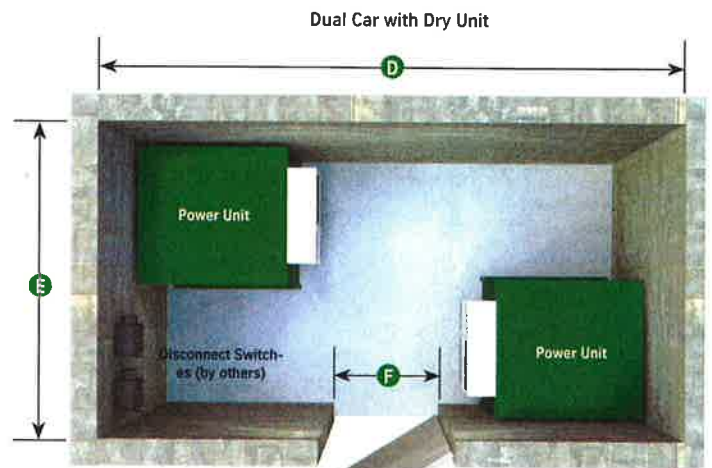 Dual Car with Dry Unit
D
Power Unit
E
Disconnect Switch-
es (by others)
F
Power Unit